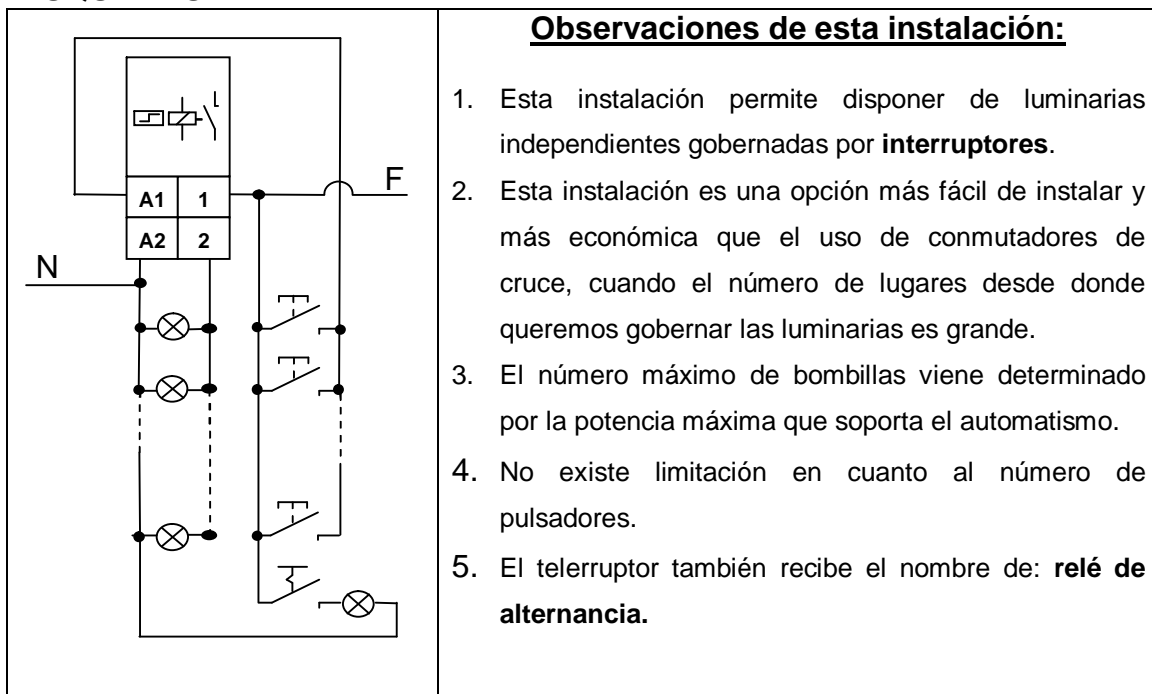 Observaciones de esta instalación:
1. Esta instalación permite disponer de luminarias
independientes gobernadas por interruptores.
2. Esta instalación es una opción más fácil de instalar y
más económica que el uso de conmutadores de
cruce, cuando el número de lugares desde donde
queremos gobernar las luminarias es grande.
3. El número máximo de bombillas viene determinado
por la potencia máxima que soporta el automatismo.
4. No existe limitación en cuanto al número de
pulsadores.
5. El telerruptor también recibe el nombre de: relé de
alternancia.
F
A1 1
A2 2
N